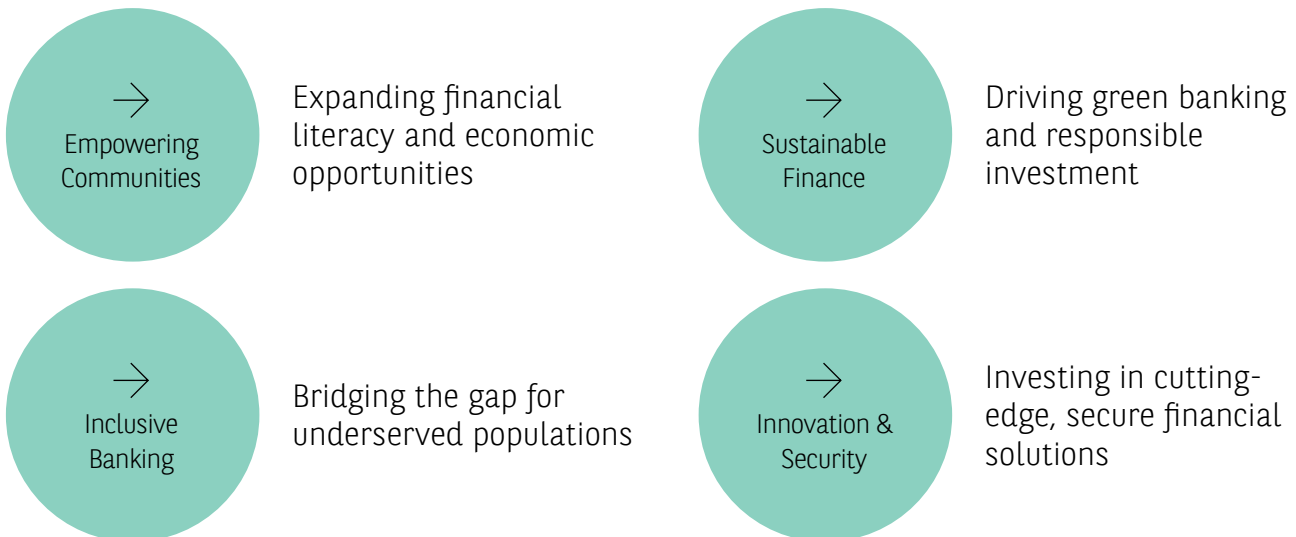 →
Empowering
Communities
Expanding financial
literacy and economic
opportunities
→
Sustainable
Finance
Driving green banking
and responsible
investment
→
Inclusive
Banking
Bridging the gap for
underserved populations
→
Innovation &
Security
Investing in cutting-
edge, secure financial
solutions